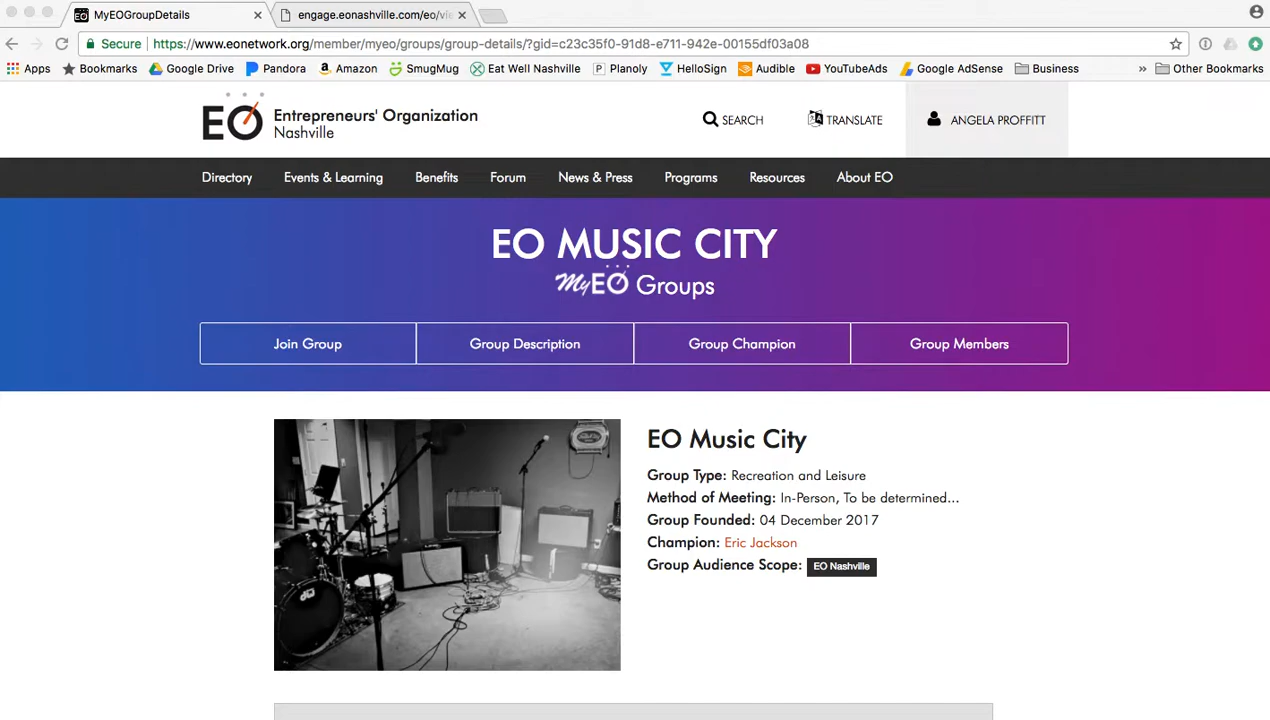 MyEOGroupDetails
engage.eonashville.com/eo/vie
Secure https://www.eonetwork.org/member/myeo/groups/group-details/?gid=c23c35f0-91d8-e711-942e-00155df03a08
Apps Bookmarks Google Drive Pandora Amazon SmugMug Eat Well Nashville Planoly HelloSign Audible YouTubeAds Google AdSense Business » Other Bookmarks
EO Entrepreneurs' Organization
Nashville
SEARCH TRANSLATE ANGELA PROFFITT
Directory Events & Learning Benefits Forum News & Press Programs Resources About EO
EO MUSIC CITY
MyEO Groups
Join Group Group Description Group Champion Group Members
EO Music City
Group Type: Recreation and Leisure
Method of Meeting: In-Person, To be determined...
Group Founded: 04 December 2017
Champion: Eric Jackson
Group Audience Scope: EO Nashville